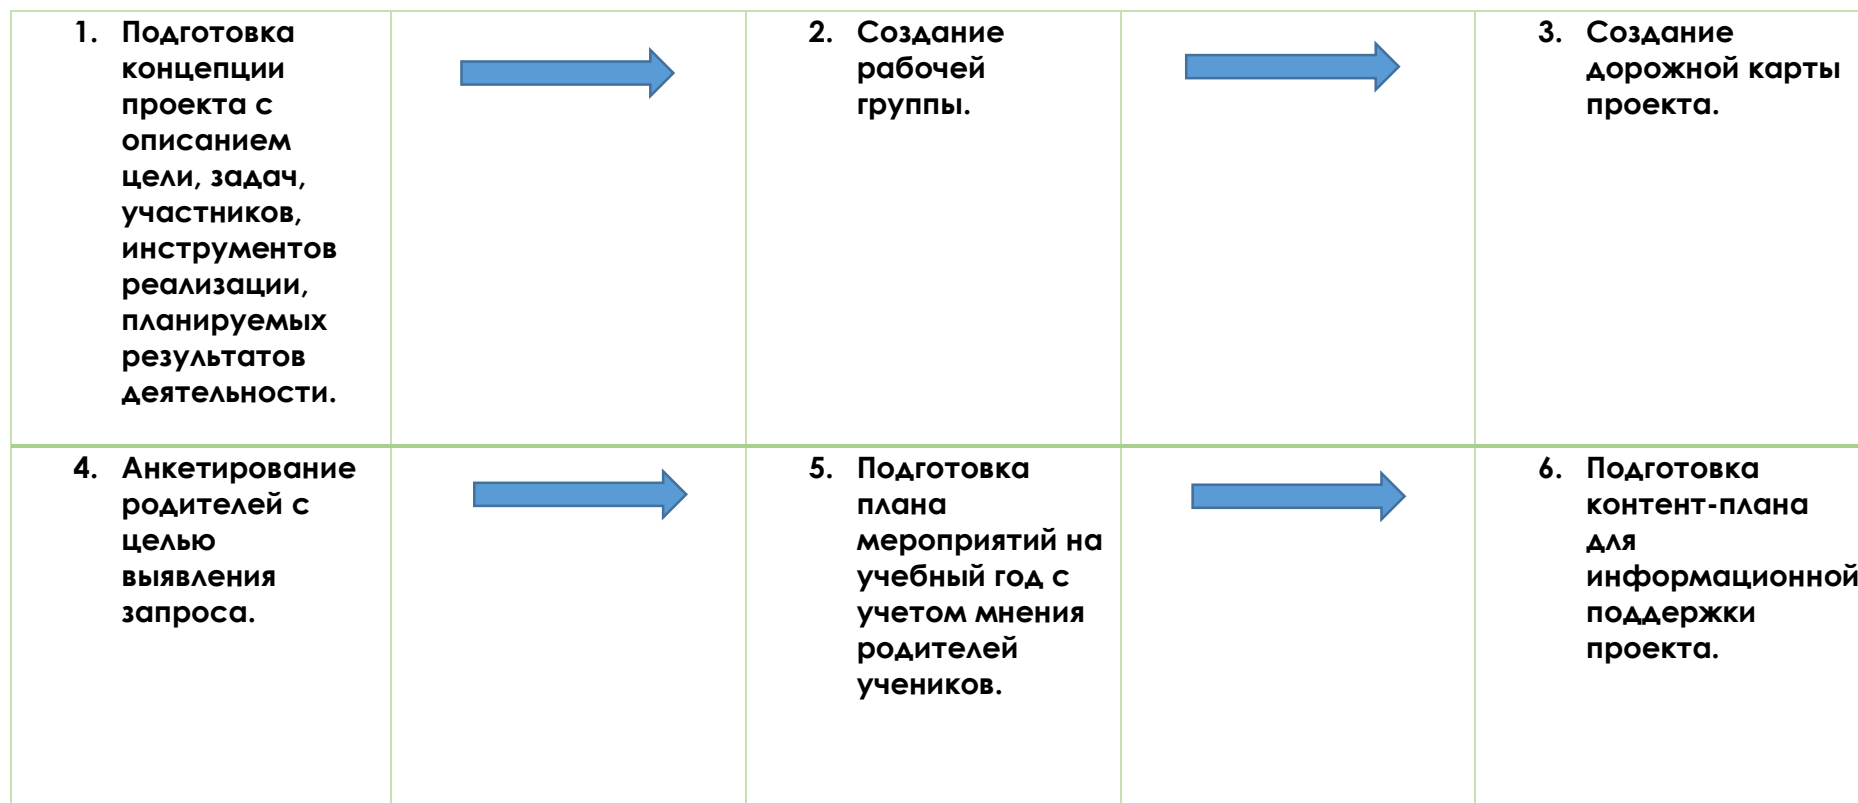 1. Подготовка
концепции
проекта с
описанием
цели, задач,
участников,
инструментов
реализации,
планируемых
результатов
деятельности.
2. Создание
рабочей
группы.
3. Создание
дорожной карты
проекта.
4. Анкетирование
родителей с
целью
выявления
запроса.
5. Подготовка
плана
мероприятий на
учебный год с
учетом мнения
родителей
учеников.
6. Подготовка
контент-плана
для
информационной
поддержки
проекта.